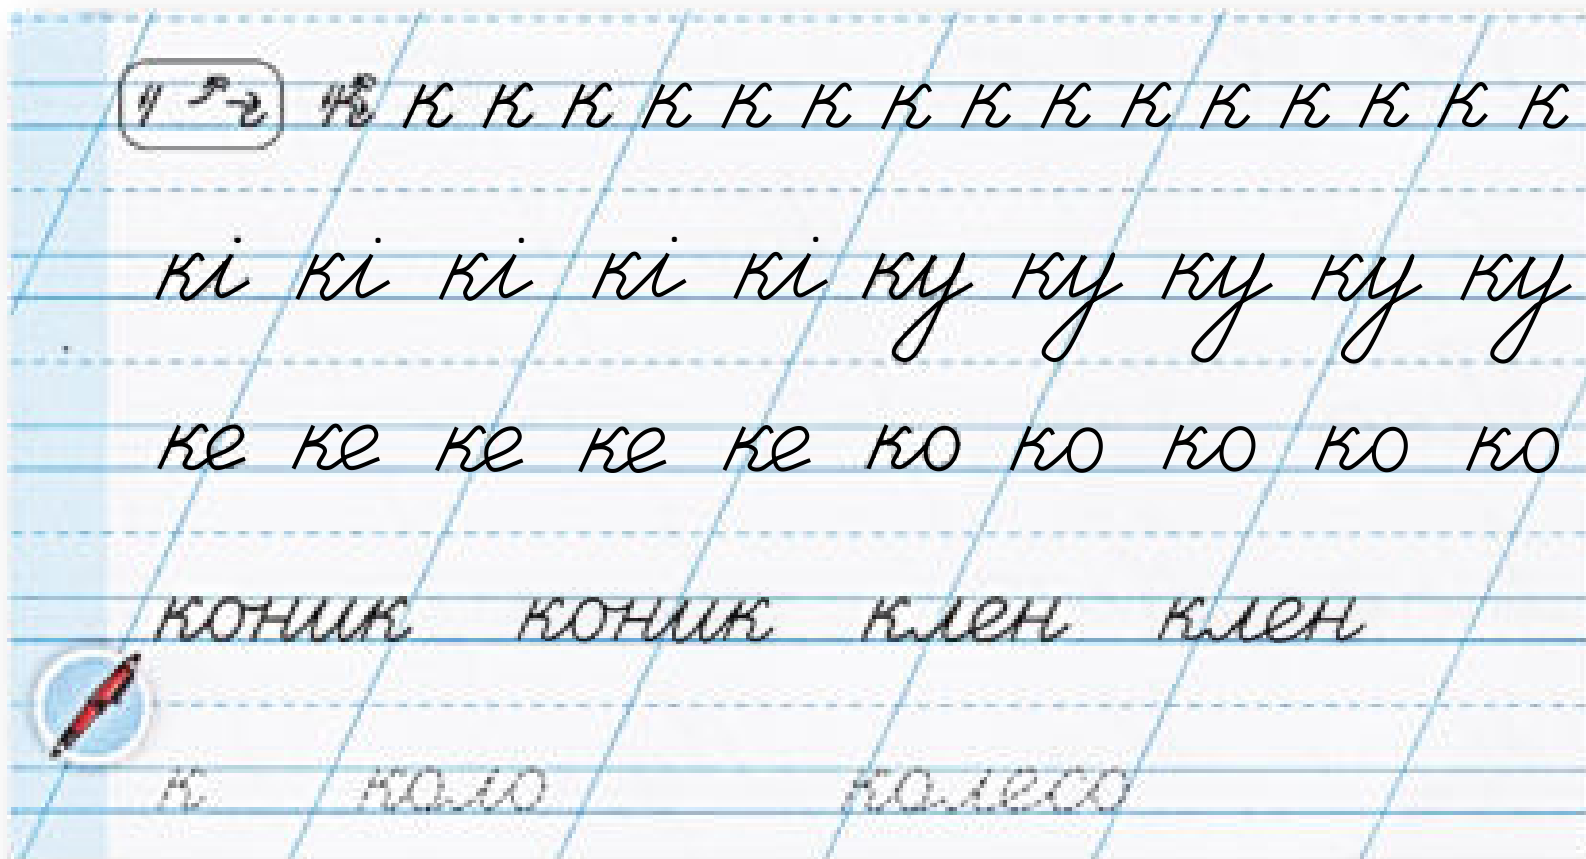 к к к к к к к к к к к к к к к к
кі кі кі кі кі ку ку ку ку ку
ке ке ке ке ке ко ко ко ко ко
коник коник клен клен
к коло колесо